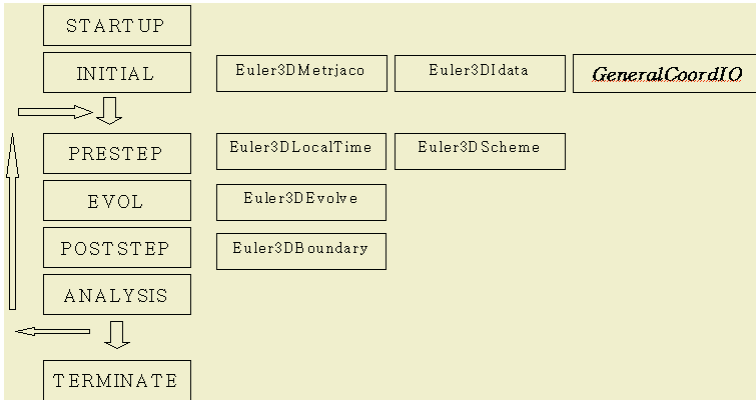 STARTUP
INITIAL Euler3DMetrjaco Euler3DIdata GeneralCoordIO
PRESTEP Euler3DLocalTime Euler3DScheme
EVOL Euler3DEvolve
POSTSTEP Euler3DBoundary
ANALYSIS
TERMINATE